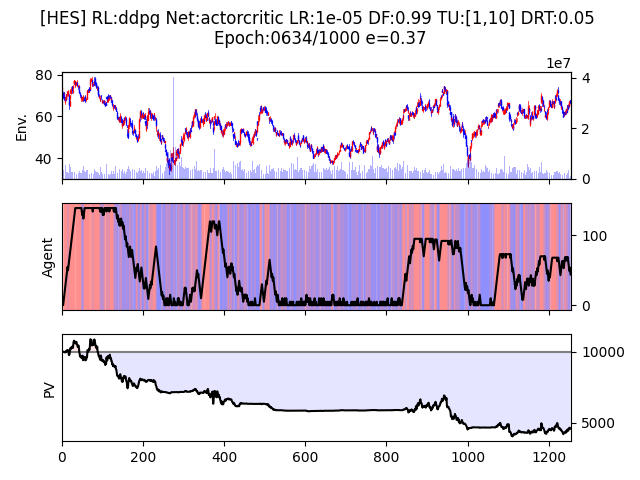 [HES] RL:ddpg Net:actorcritic LR:1e-05 DF:0.99 TU:[1,10] DRT:0.05
Epoch:0634/1000 e=0.37
1e7
80
60
40
Env.
4
2
0
Agent
100
0
PV
10000
5000
0 200 400 600 800 1000 1200